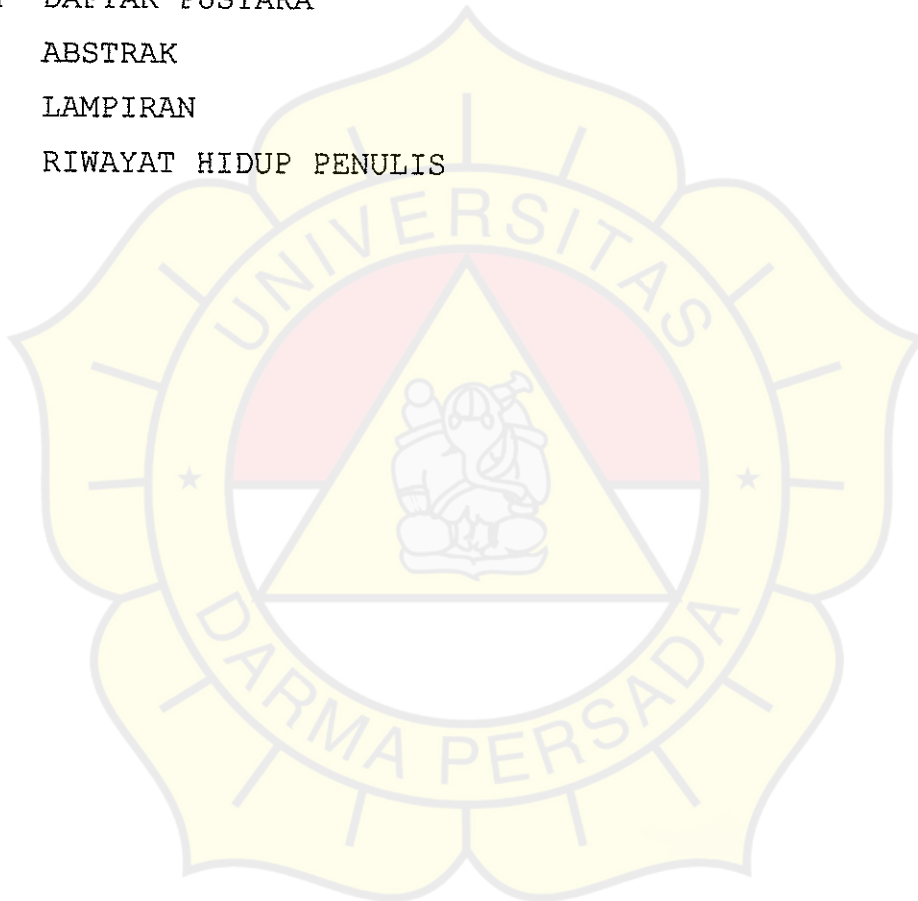 DAFTAR PUSTAKA
ABSTRAK
LAMPIRAN
RIWAYAT HIDUP PENULIS
UNIVERSITAS
DARMA PERSADA